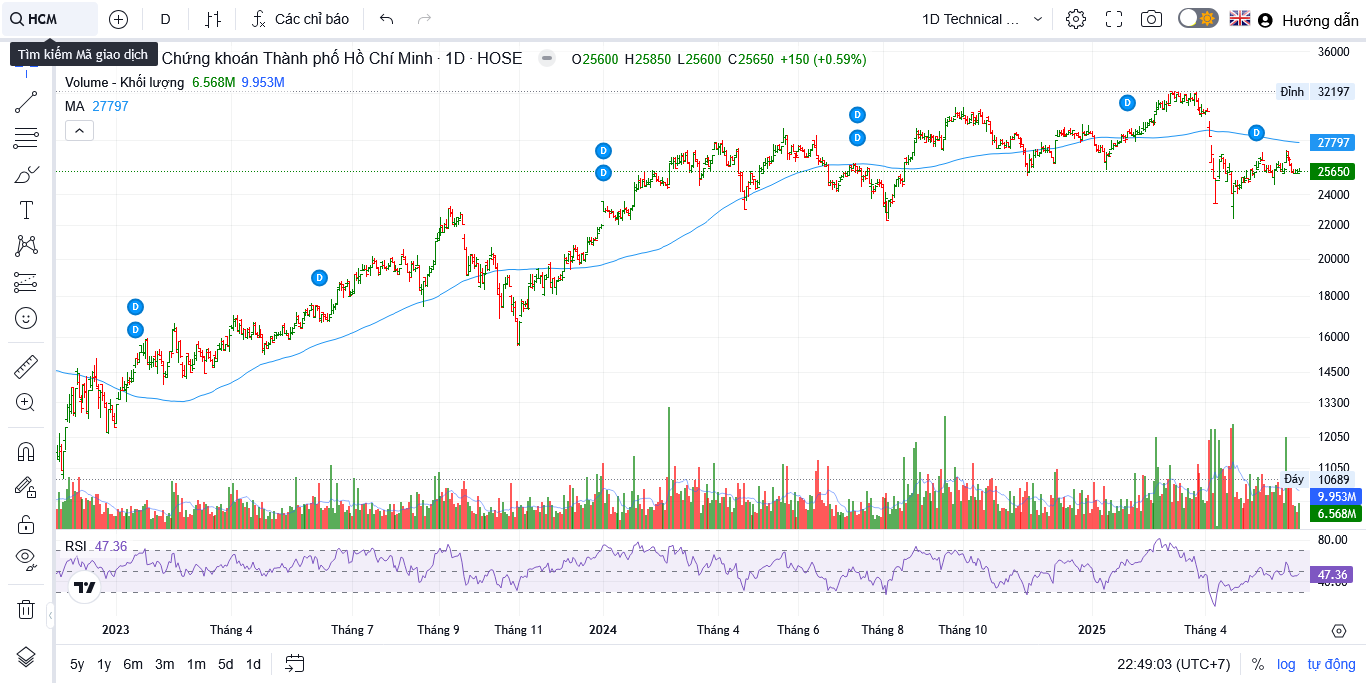 HCM
D
Các chỉ báo
1D Technical ...
Hướng dẫn
Tìm kiếm Mã giao dịch
Chứng khoán Thành phố Hồ Chí Minh · 1D · HOSE
O25600 H25850 L25600 C25650 +150 (+0.59%)
Volume - Khối lượng 6.568M 9.953M
MA 27797
36000
Đỉnh 32197
27797
25650
24000
22000
20000
18000
16000
14500
13300
12050
11050
Đáy 10689
9.953M
6.568M
D
D
D
D
D
D
D
D
D
RSI 47.36
80.00
47.36
40.00
2023
Tháng 4
Tháng 7
Tháng 9
Tháng 11
2024
Tháng 4
Tháng 6
Tháng 8
Tháng 10
2025
Tháng 4
5y 1y 6m 3m 1m 5d 1d
22:49:03 (UTC+7)
% log tự động